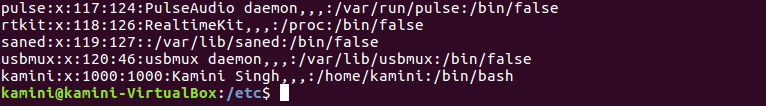 pulse:x:117:124:PulseAudio daemon,,,:/var/run/pulse:/bin/false
rtkit:x:118:126:RealtimeKit,,,:/proc:/bin/false
saned:x:119:127::/var/lib/saned:/bin/false
usbmux:x:120:46:usbmux daemon,,,:/var/lib/usbmux:/bin/false
kamini:x:1000:1000:Kamini Singh,,,:/home/kamini:/bin/bash
kamini@kamini-VirtualBox:/etc$